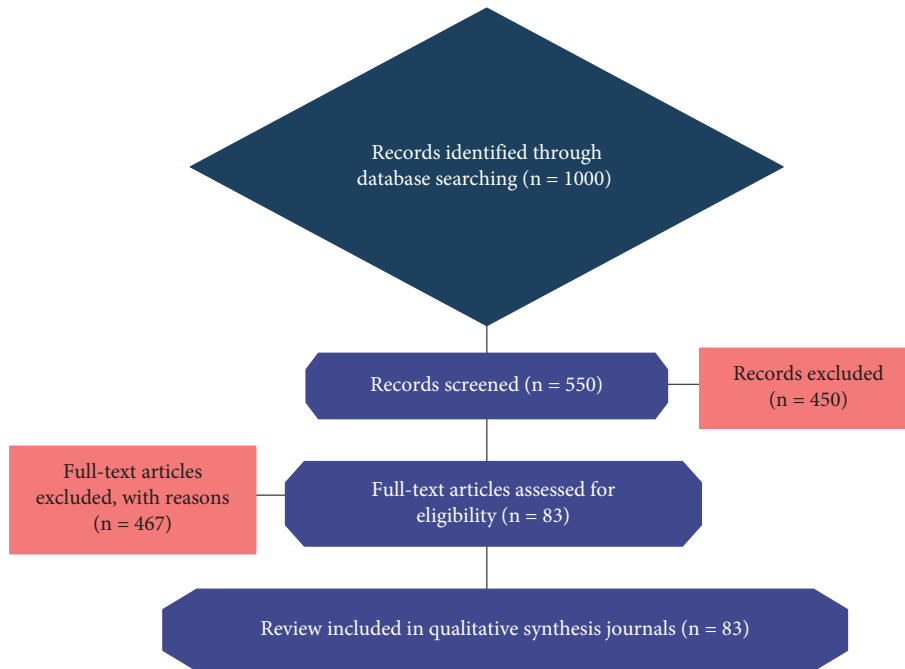 Records identified through
database searching (n = 1000)
Records screened (n = 550)
Records excluded
(n = 450)
Full-text articles
excluded, with reasons
(n = 467)
Full-text articles assessed for
eligibility (n = 83)
Review included in qualitative synthesis journals (n = 83)